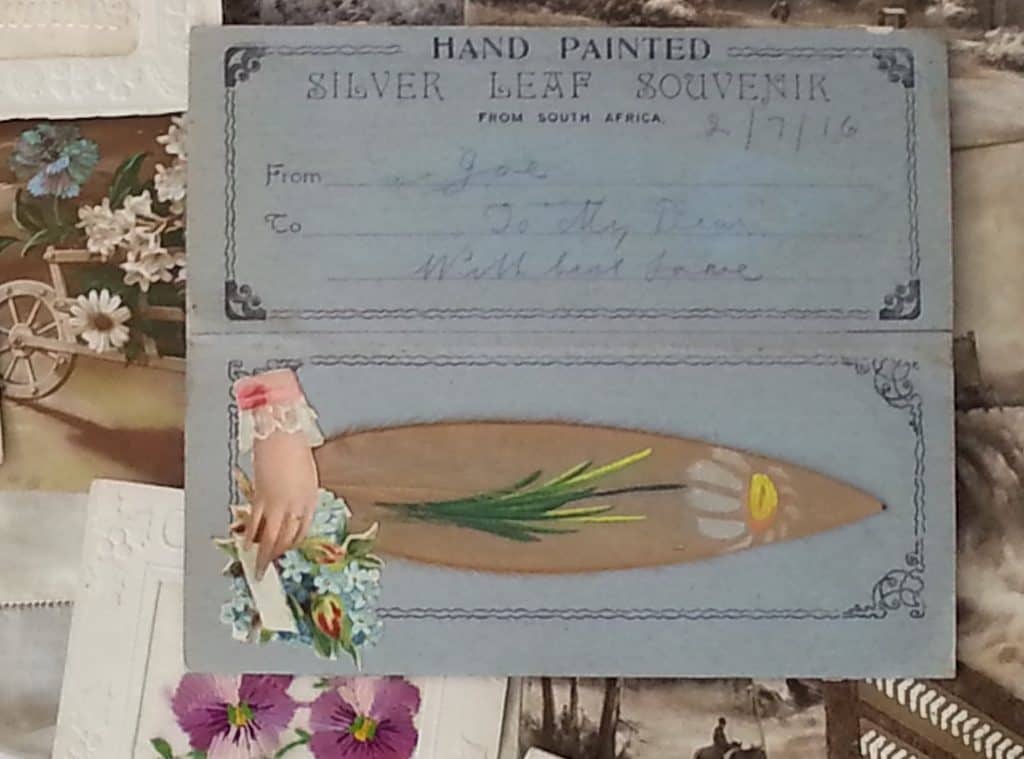 HAND PAINTED
SILVER LEAF SOUVENIR
FROM SOUTH AFRICA.
2/7/16
From Joe
To To My Dear
With best Love